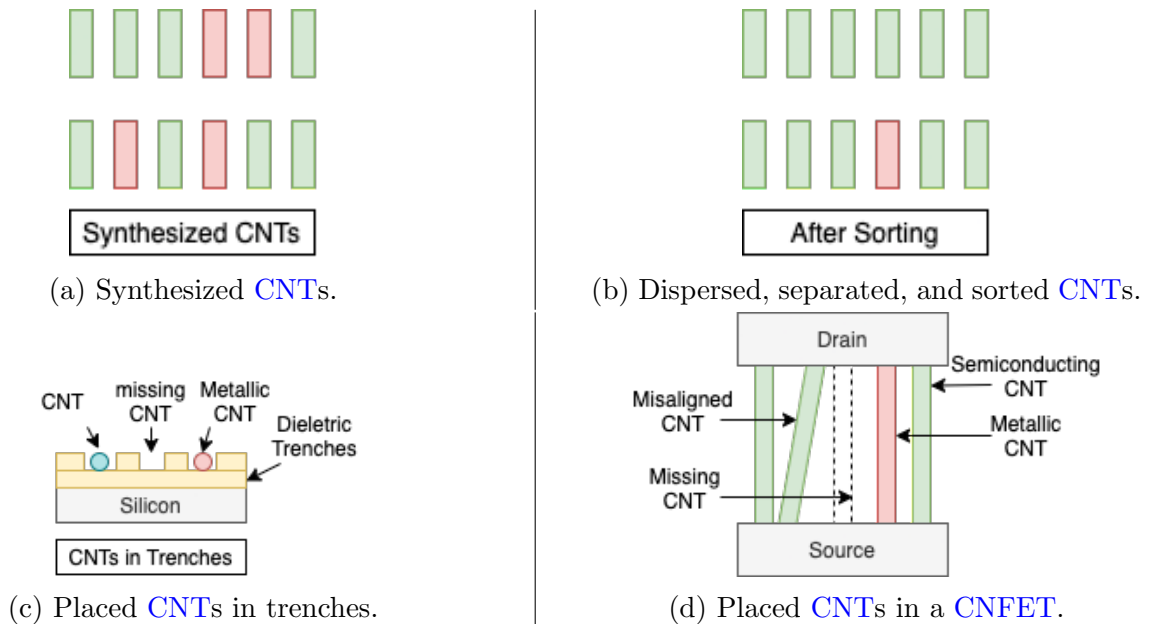 Synthesized CNTs
(a) Synthesized CNTs.
After Sorting
(b) Dispersed, separated, and sorted CNTs.
CNT
missing
CNT
Metallic
CNT
Dieletric
Trenches
Silicon
CNTs in Trenches
(c) Placed CNTs in trenches.
Drain
Semiconducting
CNT
Misaligned
CNT
Metallic
CNT
Missing
CNT
Source
(d) Placed CNTs in a CNFET.